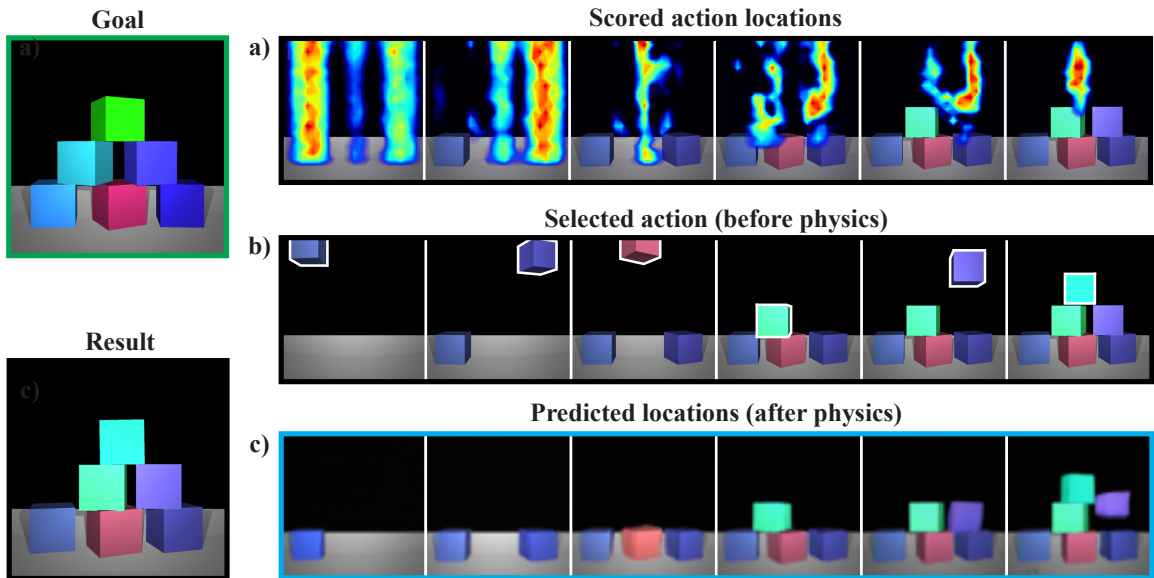 Goal
a)
Scored action locations
a)
Selected action (before physics)
b)
Result
c)
Predicted locations (after physics)
c)